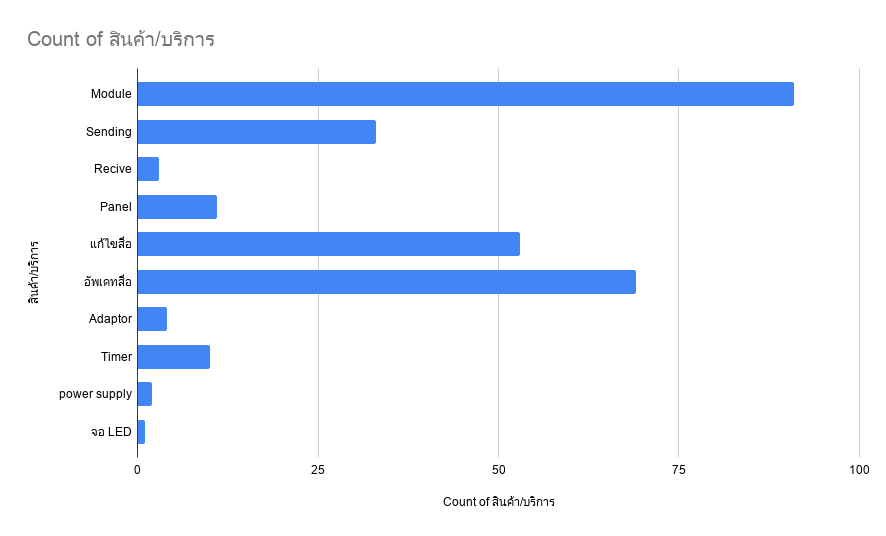 Count of สินค้า/บริการ
สินค้า/บริการ
Module
Sending
Recive
Panel
แก้ไขสื่อ
อัพเดทสื่อ
Adaptor
Timer
power supply
จอ LED
0 25 50 75 100
Count of สินค้า/บริการ